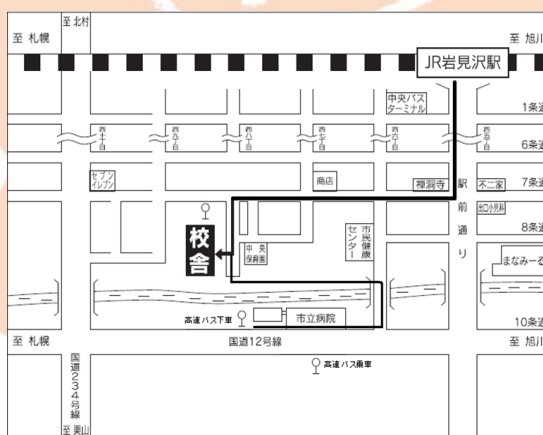 至 北村
至 札幌
至 旭川
JR岩見沢駅
中央バス
ターミナル
1条通
西十丁目
西九丁目
西八丁目
西七丁目
西六丁目
西五丁目
6条通
セブン
イレブン
商店
禅洞寺
駅前通り
不二家
7条通
出口小児科
8条通
校舎
中央
保育園
市民健康
センター
まなみーる
高速バス下車
市立病院
10条通
至 札幌
国道12号線
至 旭川
高速バス乗車
国道234号線
至 栗山